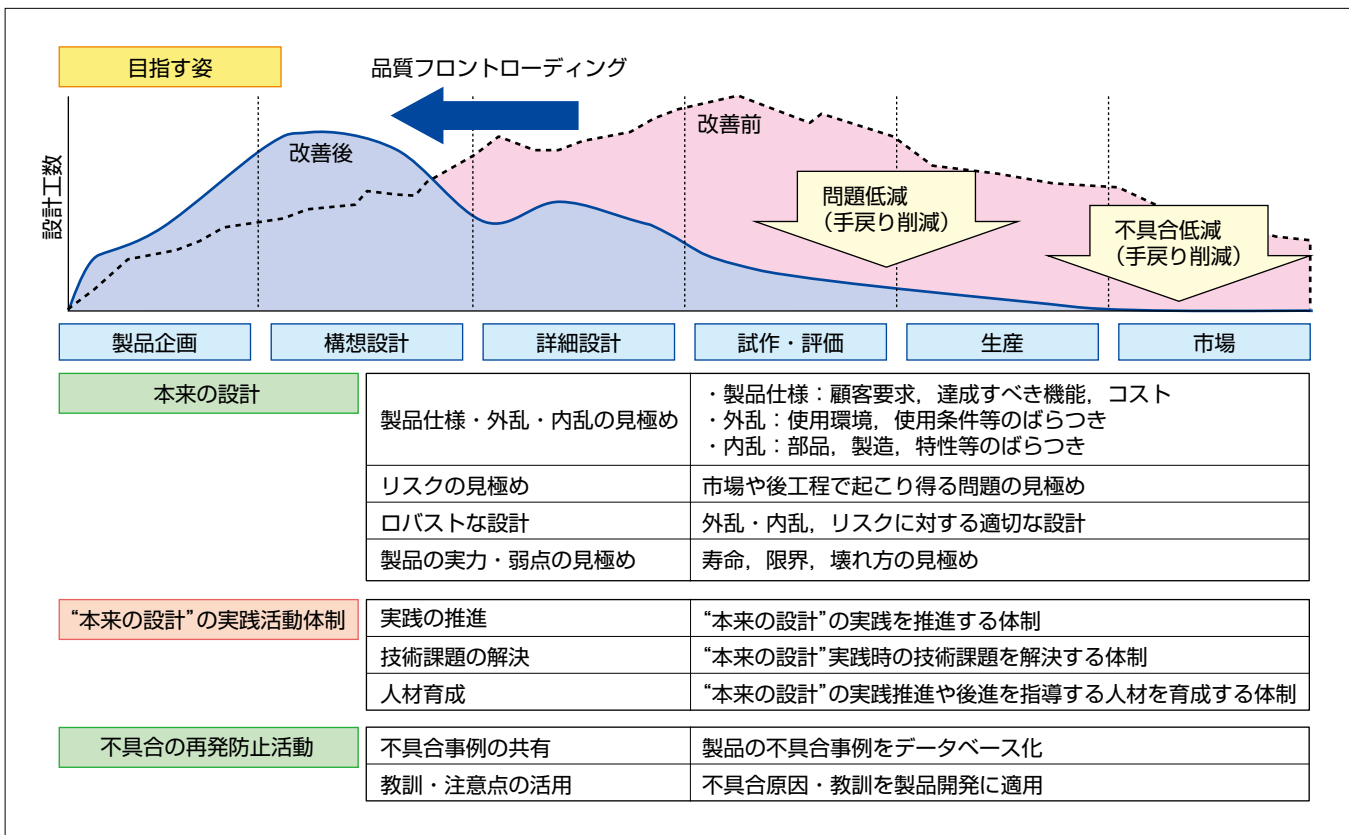 目指す姿
品質フロントローディング
改善前
改善後
設計工数
問題低減
（手戻り削減）
不具合低減
（手戻り削減）
製品企画
構想設計
詳細設計
試作・評価
生産
市場
本来の設計
製品仕様・外乱・内乱の見極め
・製品仕様：顧客要求，達成すべき機能，コスト
・外乱：使用環境，使用条件等のばらつき
・内乱：部品，製造，特性等のばらつき
リスクの見極め
市場や後工程で起こり得る問題の見極め
ロバストな設計
外乱・内乱，リスクに対する適切な設計
製品の実力・弱点の見極め
寿命，限界，壊れ方の見極め
“本来の設計”の実践活動体制
実践の推進
“本来の設計”の実践を推進する体制
技術課題の解決
“本来の設計”実践時の技術課題を解決する体制
人材育成
“本来の設計”の実践推進や後進を指導する人材を育成する体制
不具合の再発防止活動
不具合事例の共有
製品の不具合事例をデータベース化
教訓・注意点の活用
不具合原因・教訓を製品開発に適用